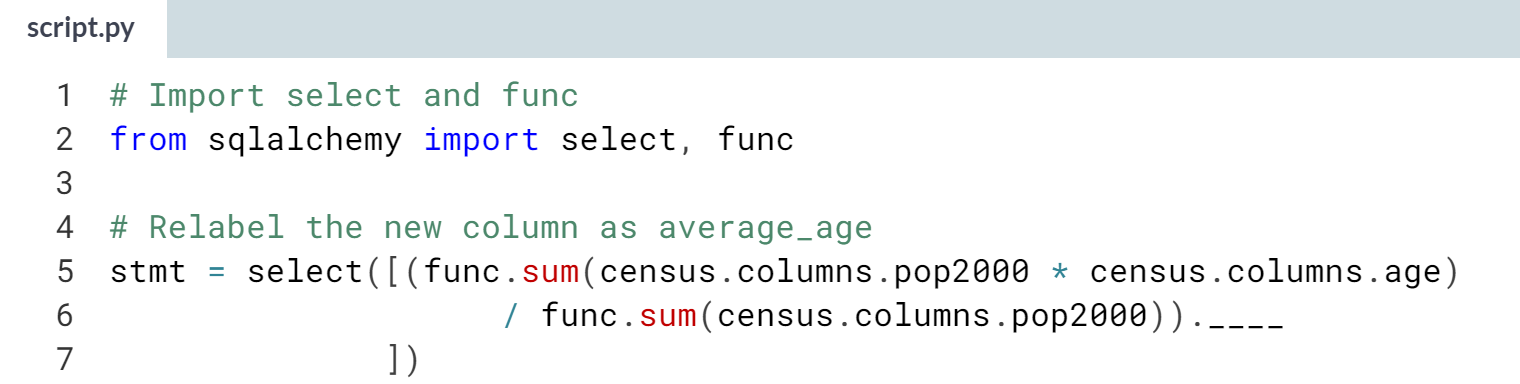 script.py
1 # Import select and func
2 from sqlalchemy import select, func
3
4 # Relabel the new column as average_age
5 stmt = select([(func.sum(census.columns.pop2000 * census.columns.age)
6                     / func.sum(census.columns.pop2000)).____
7               ])